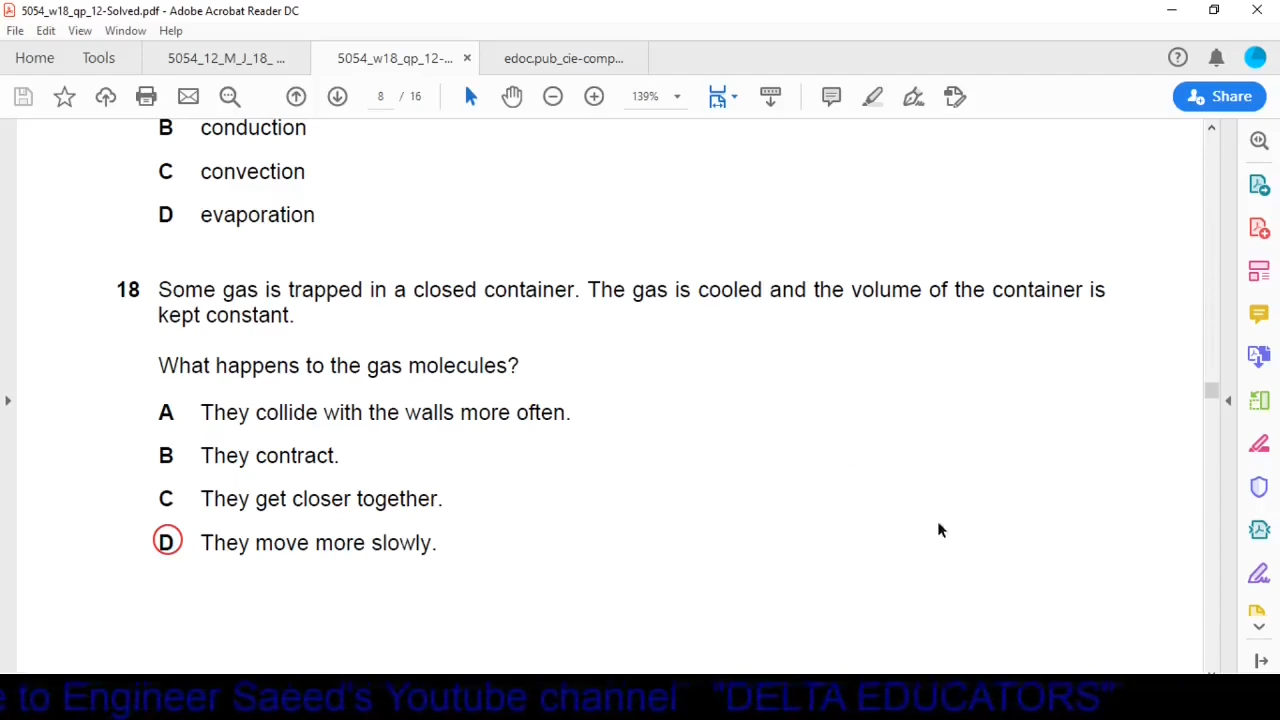 5054_w18_qp_12-Solved.pdf - Adobe Acrobat Reader DC
File Edit View Window Help
Home Tools 5054_12_M_J_18_ ... 5054_w18_qp_12-... × edoc.pub_cie-comp...
8 / 16 139% Share
B conduction
C convection
D evaporation
18 Some gas is trapped in a closed container. The gas is cooled and the volume of the container is
kept constant.
What happens to the gas molecules?
A They collide with the walls more often.
B They contract.
C They get closer together.
D They move more slowly.
e to Engineer Saeed's Youtube channel "DELTA EDUCATORS"